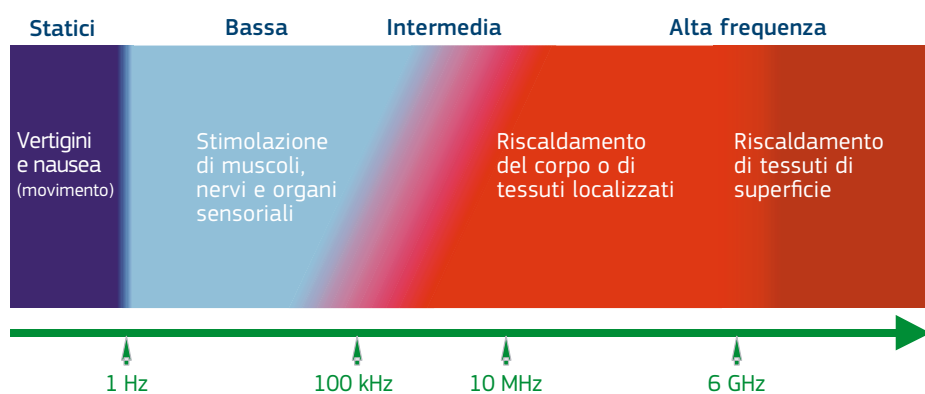 Statici
Bassa
Intermedia
Alta frequenza
Vertigini
e nausea
(movimento)
Stimolazione
di muscoli,
nervi e organi
sensoriali
Riscaldamento
del corpo o di
tessuti localizzati
Riscaldamento
di tessuti di
superficie
1 Hz
100 kHz
10 MHz
6 GHz